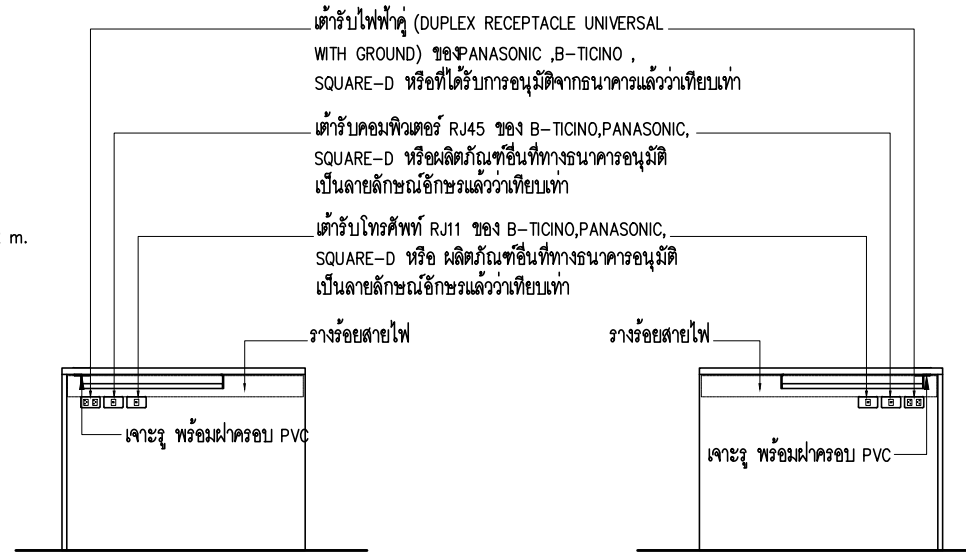 เต้ารับไฟฟ้าคู่ (DUPLEX RECEPTACLE UNIVERSAL
WITH GROUND) ของPANASONIC ,B-TICINO ,
SQUARE-D หรือที่ได้รับการอนุมัติจากธนาคารแล้วว่าเทียบเท่า
เต้ารับคอมพิวเตอร์ RJ45 ของ B-TICINO,PANASONIC,
SQUARE-D หรือผลิตภัณฑ์อื่นที่ทางธนาคารอนุมัติ
เป็นลายลักษณ์อักษรแล้วว่าเทียบเท่า
m.
เต้ารับโทรศัพท์ RJ11 ของ B-TICINO,PANASONIC,
SQUARE-D หรือ ผลิตภัณฑ์อื่นที่ทางธนาคารอนุมัติ
เป็นลายลักษณ์อักษรแล้วว่าเทียบเท่า
รางร้อยสายไฟ
รางร้อยสายไฟ
เจาะรู พร้อมฝาครอบ PVC
เจาะรู พร้อมฝาครอบ PVC